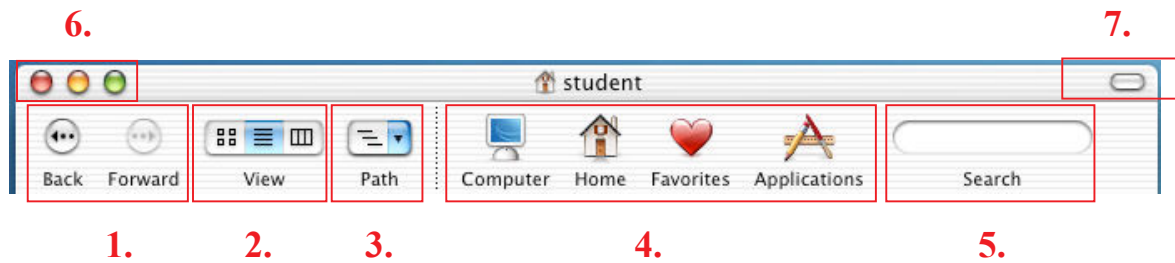 6. 7.
student
Back Forward View Path Computer Home Favorites Applications Search
1. 2. 3. 4. 5.